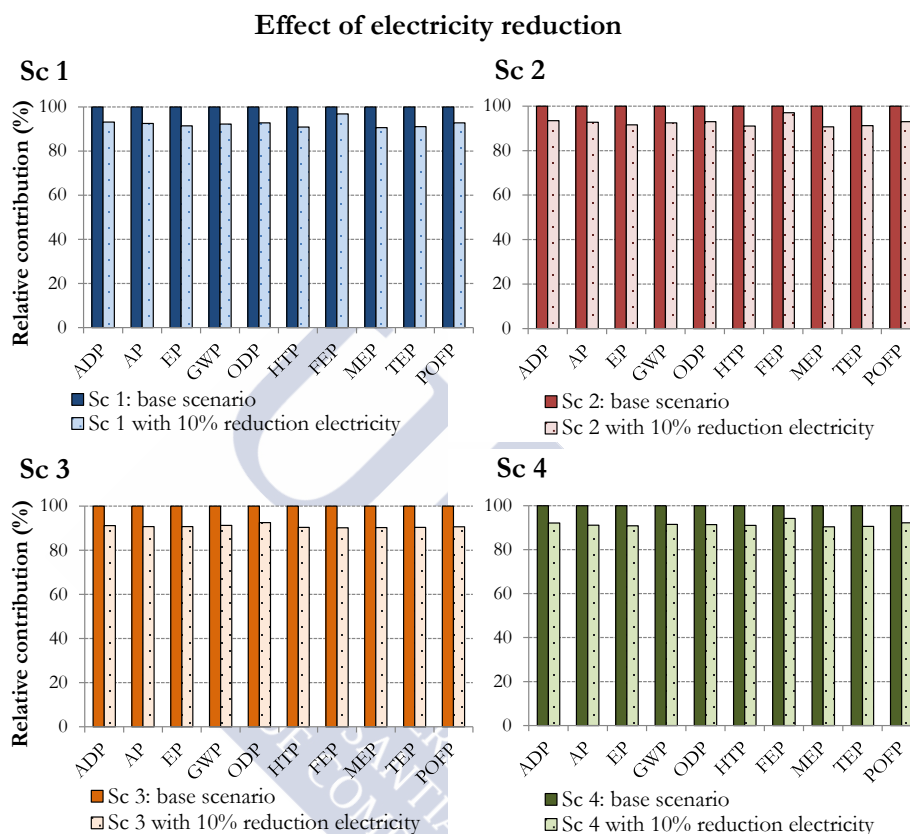 Effect of electricity reduction
Sc 1
Relative contribution (%)
100
80
60
40
20
0
ADP
AP
EP
GWP
ODP
HTP
FEP
MEP
TEP
POFP
Sc 1: base scenario
Sc 1 with 10% reduction electricity
Sc 2
100
80
60
40
20
0
ADP
AP
EP
GWP
ODP
HTP
FEP
MEP
TEP
POFP
Sc 2: base scenario
Sc 2 with 10% reduction electricity
Sc 3
Relative contribution (%)
100
80
60
40
20
0
ADP
AP
EP
GWP
ODP
HTP
FEP
MEP
TEP
POFP
Sc 3: base scenario
Sc 3 with 10% reduction electricity
Sc 4
100
80
60
40
20
0
ADP
AP
EP
GWP
ODP
HTP
FEP
MEP
TEP
POFP
Sc 4: base scenario
Sc 4 with 10% reduction electricity